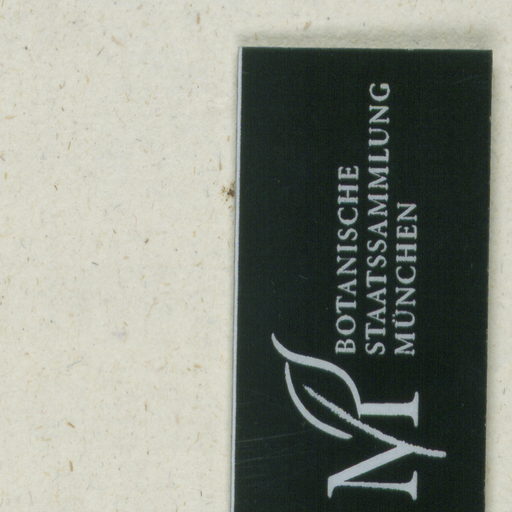 BOTANISCHE
STAATSSAMMLUNG
MÜNCHEN
M